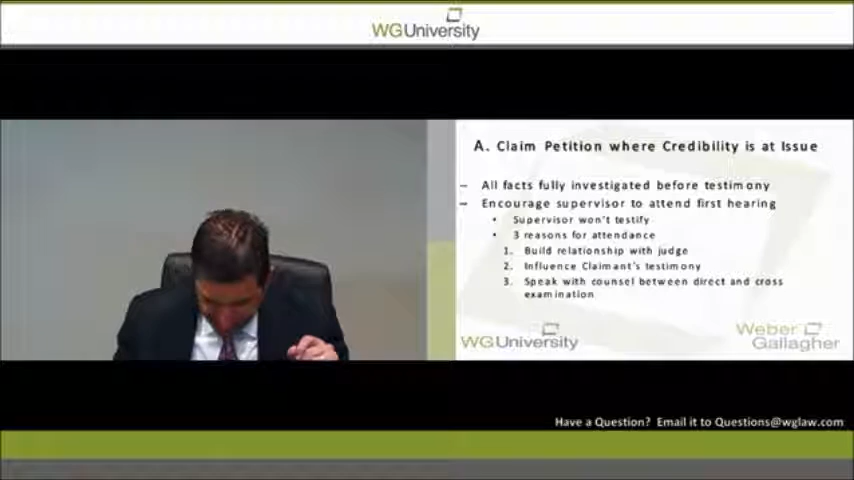 WGUniversity
A. Claim Petition where Credibility is at Issue
– All facts fully investigated before testimony
– Encourage supervisor to attend first hearing
• Supervisor won't testify
• 3 reasons for attendance
1. Build relationship with judge
2. Influence Claimant's testimony
3. Speak with counsel between direct and cross
examination
WGUniversity
Weber
Gallagher
Have a Question? Email it to Questions@wglaw.com